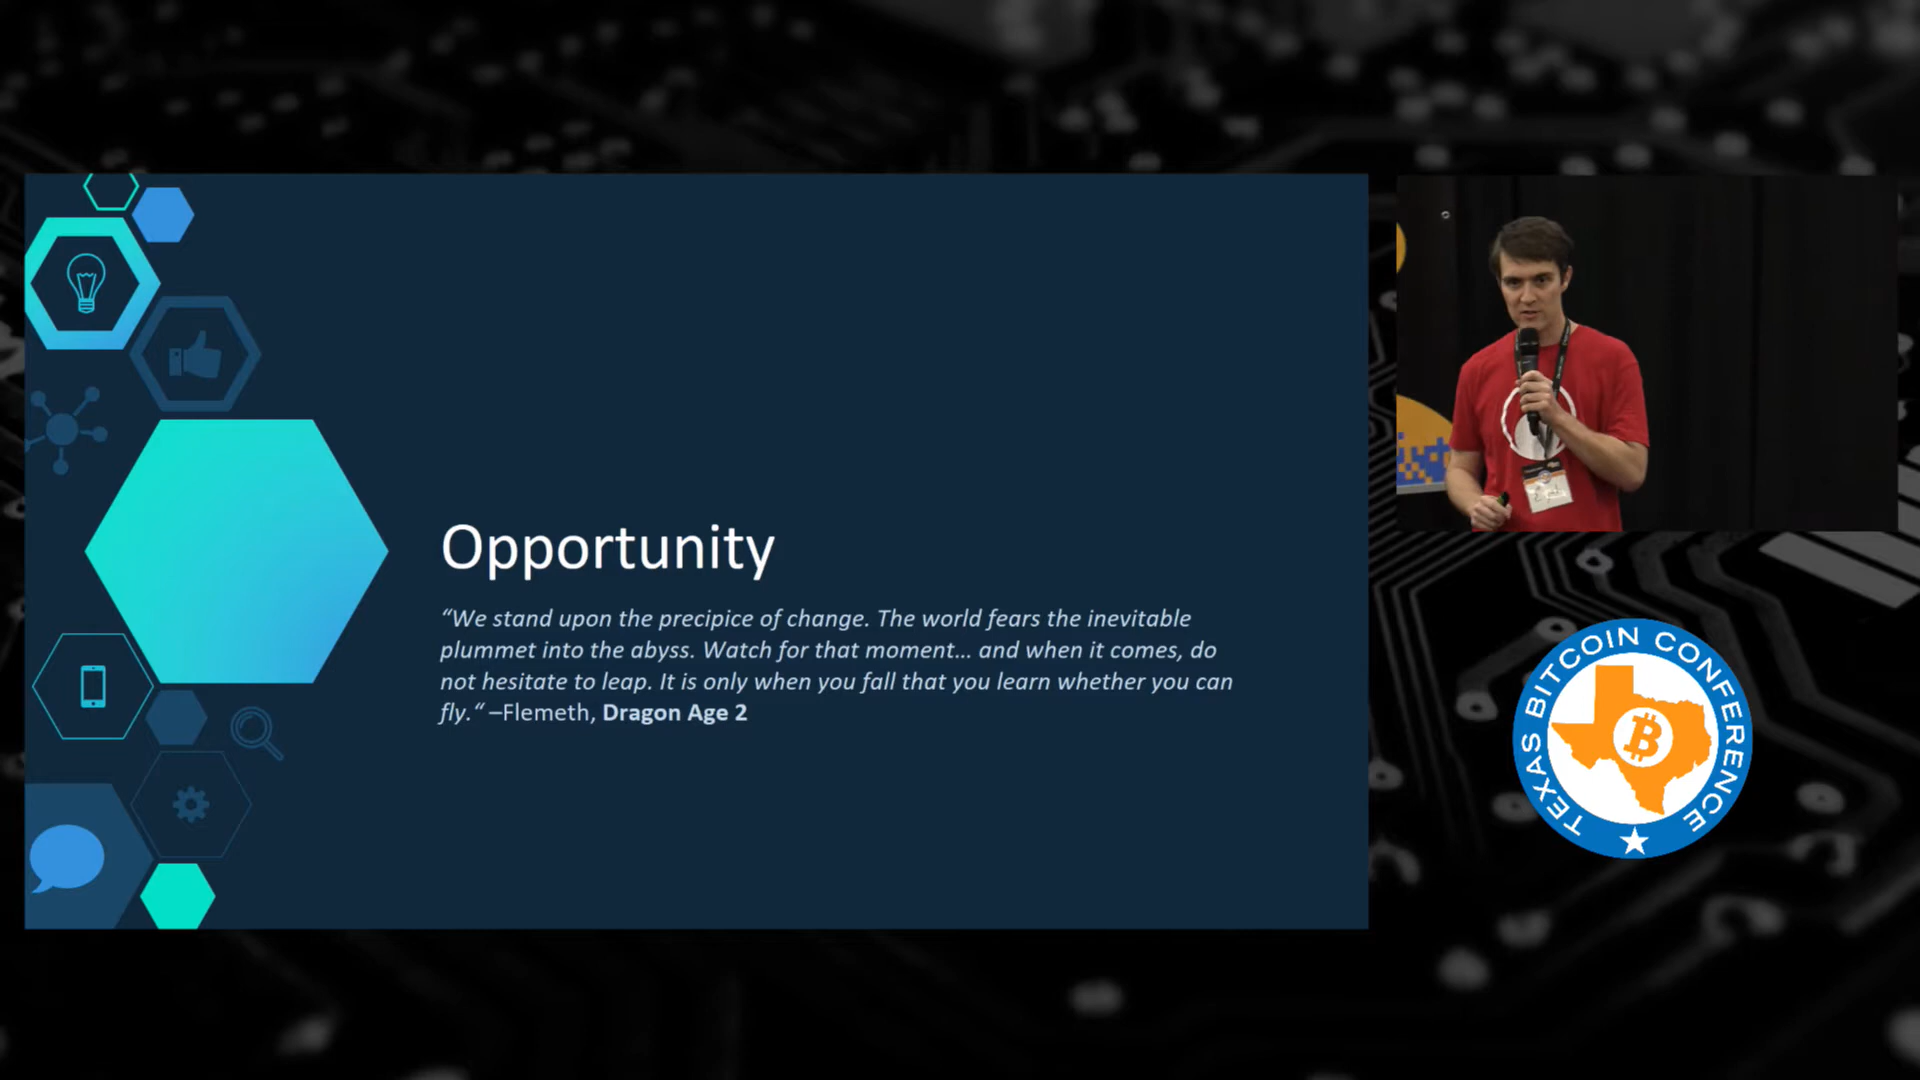 Opportunity
“We stand upon the precipice of change. The world fears the inevitable
plummet into the abyss. Watch for that moment... and when it comes, do
not hesitate to leap. It is only when you fall that you learn whether you can
fly.“ –Flemeth, Dragon Age 2
TEXAS BITCOIN CONFERENCE